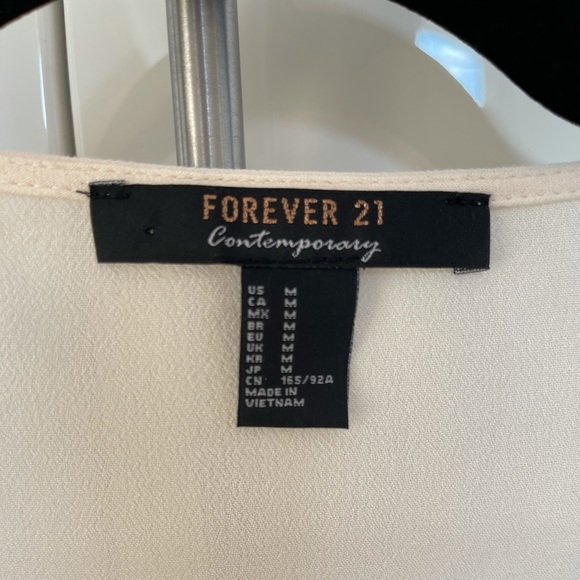 FOREVER 21
Contemporary
US M
CA M
MX M
BR M
EU M
UK M
KR M
JP M
CN 165/92A
MADE IN
VIETNAM